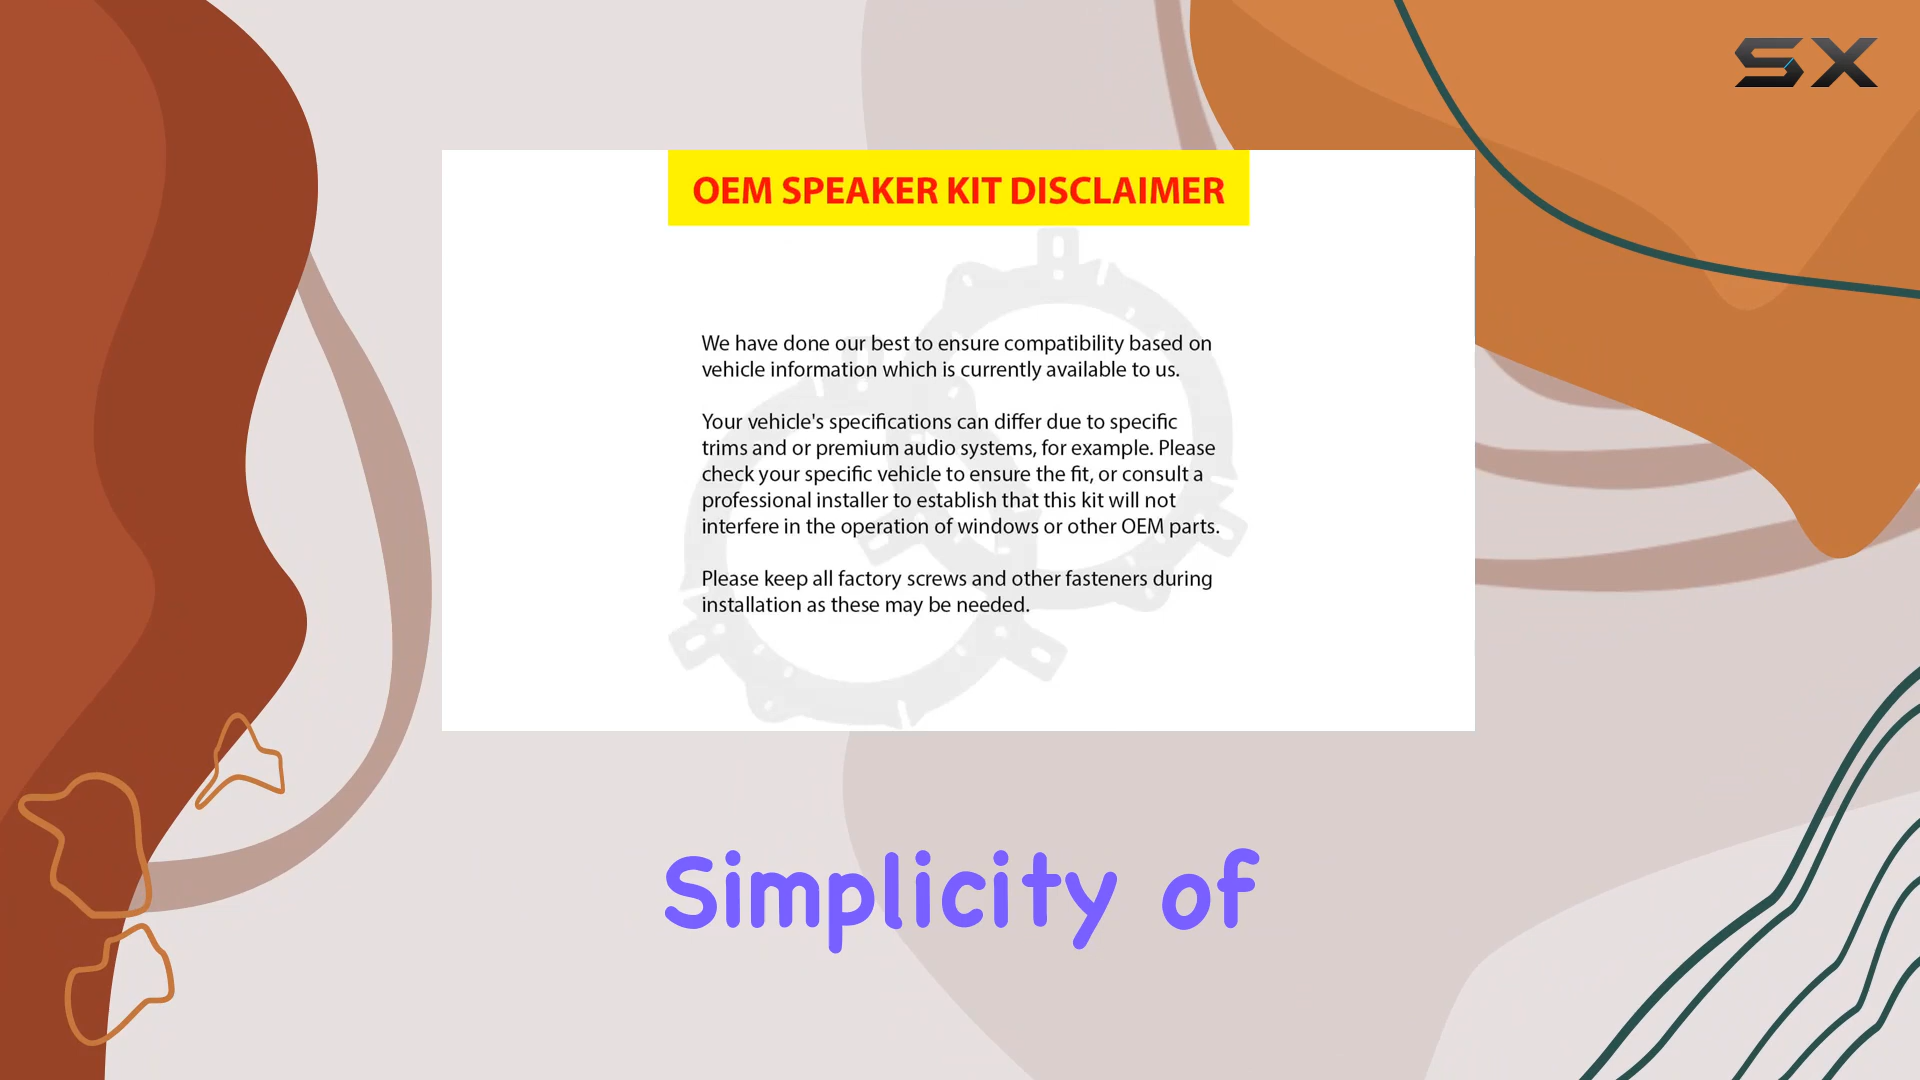 SX
OEM SPEAKER KIT DISCLAIMER
We have done our best to ensure compatibility based on
vehicle information which is currently available to us.
Your vehicle's specifications can differ due to specific
trims and or premium audio systems, for example. Please
check your specific vehicle to ensure the fit, or consult a
professional installer to establish that this kit will not
interfere in the operation of windows or other OEM parts.
Please keep all factory screws and other fasteners during
installation as these may be needed.
Simplicity of